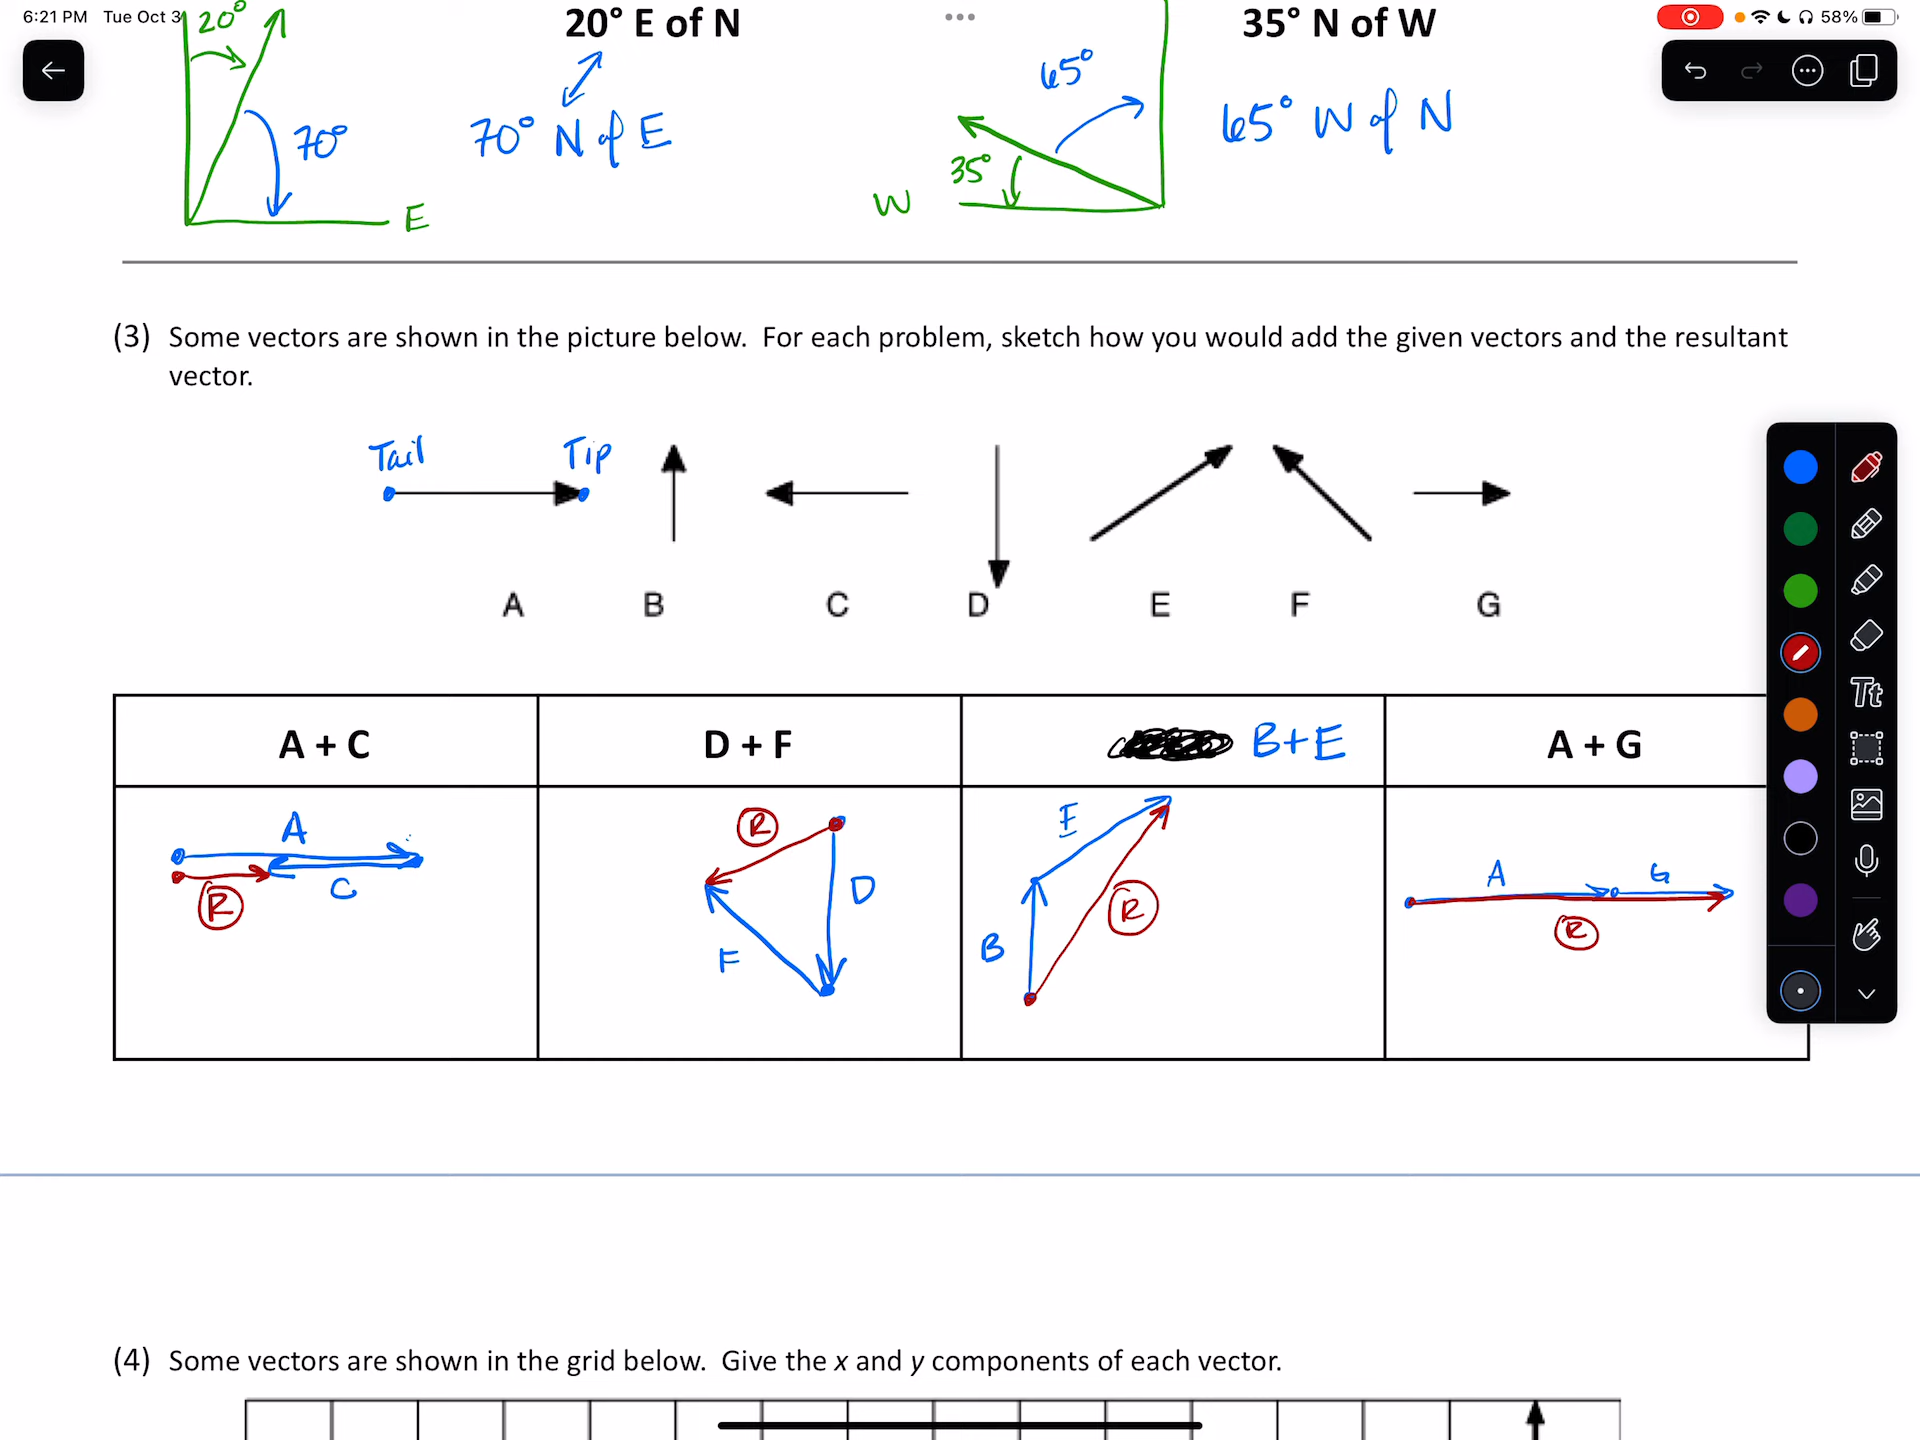 6:21 PM Tue Oct 3
58%
20° 20° E of N 35° N of W
65°
70° 70° N of E 65° W of N
35°
E W
(3) Some vectors are shown in the picture below. For each problem, sketch how you would add the given vectors and the resultant
vector.
Tail Tip
A B C D E F G
Tt
A + C D + F B+E A + G
A R E
C D A G
R R R
F B
(4) Some vectors are shown in the grid below. Give the x and y components of each vector.